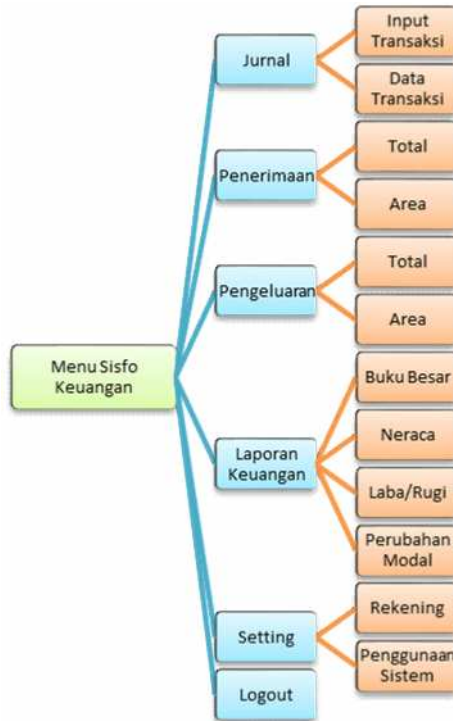 Menu Sisfo
Keuangan
Jurnal
Input
Transaksi
Data
Transaksi
Penerimaan
Total
Area
Pengeluaran
Total
Area
Laporan
Keuangan
Buku Besar
Neraca
Laba/Rugi
Perubahan
Modal
Setting
Rekening
Penggunaan
Sistem
Logout